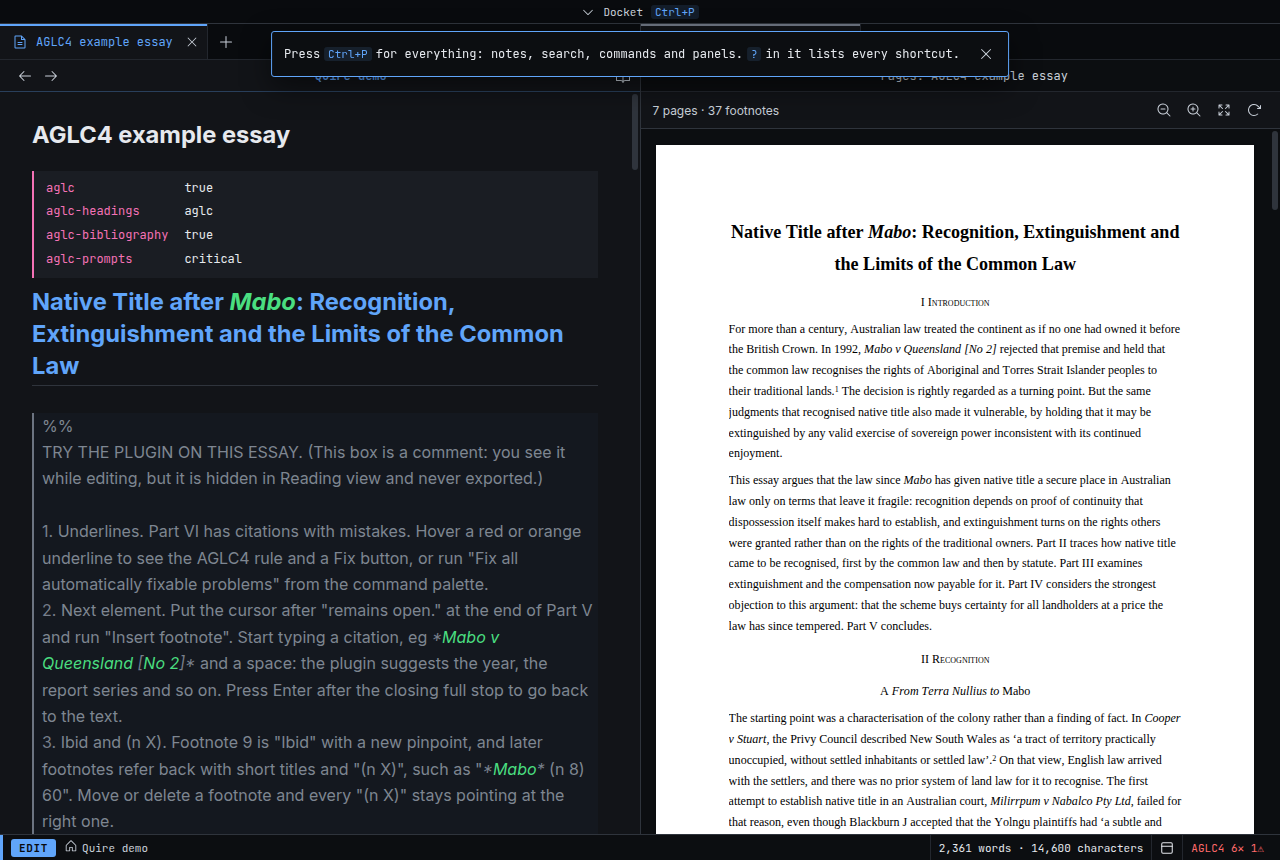 Docket Ctrl+P
AGLC4 example essay
Press Ctrl+P for everything: notes, search, commands and panels. ? in it lists every shortcut.
Quire demo
Pages: AGLC4 example essay
AGLC4 example essay
aglc true
aglc-headings aglc
aglc-bibliography true
aglc-prompts critical
Native Title after Mabo: Recognition,
Extinguishment and the Limits of the Common
Law
%%
TRY THE PLUGIN ON THIS ESSAY. (This box is a comment: you see it
while editing, but it is hidden in Reading view and never exported.)
1. Underlines. Part VI has citations with mistakes. Hover a red or orange
underline to see the AGLC4 rule and a Fix button, or run "Fix all
automatically fixable problems" from the command palette.
2. Next element. Put the cursor after "remains open." at the end of Part V
and run "Insert footnote". Start typing a citation, eg *Mabo v
Queensland [No 2]* and a space: the plugin suggests the year, the
report series and so on. Press Enter after the closing full stop to go back
to the text.
3. Ibid and (n X). Footnote 9 is "Ibid" with a new pinpoint, and later
footnotes refer back with short titles and "(n X)", such as "*Mabo* (n 8)
60". Move or delete a footnote and every "(n X)" stays pointing at the
right one.
7 pages · 37 footnotes
Native Title after Mabo: Recognition, Extinguishment and
the Limits of the Common Law
I Introduction
For more than a century, Australian law treated the continent as if no one had owned it before
the British Crown. In 1992, Mabo v Queensland [No 2] rejected that premise and held that
the common law recognises the rights of Aboriginal and Torres Strait Islander peoples to
their traditional lands.1 The decision is rightly regarded as a turning point. But the same
judgments that recognised native title also made it vulnerable, by holding that it may be
extinguished by any valid exercise of sovereign power inconsistent with its continued
enjoyment.
This essay argues that the law since Mabo has given native title a secure place in Australian
law only on terms that leave it fragile: recognition depends on proof of continuity that
dispossession itself makes hard to establish, and extinguishment turns on the rights others
were granted rather than on the rights of the traditional owners. Part II traces how native title
came to be recognised, first by the common law and then by statute. Part III examines
extinguishment and the compensation now payable for it. Part IV considers the strongest
objection to this argument: that the scheme buys certainty for all landholders at a price the
law has since tempered. Part V concludes.
II Recognition
A From Terra Nullius to Mabo
The starting point was a characterisation of the colony rather than a finding of fact. In Cooper
v Stuart, the Privy Council described New South Wales as ‘a tract of territory practically
unoccupied, without settled inhabitants or settled law’.2 On that view, English law arrived
with the settlers, and there was no prior system of land law for it to recognise. The first
attempt to establish native title in an Australian court, Milirrpum v Nabalco Pty Ltd, failed for
that reason, even though Blackburn J accepted that the Yolngu plaintiffs had ‘a subtle and
EDIT Quire demo
2,361 words · 14,600 characters
AGLC4 6× 1⚠